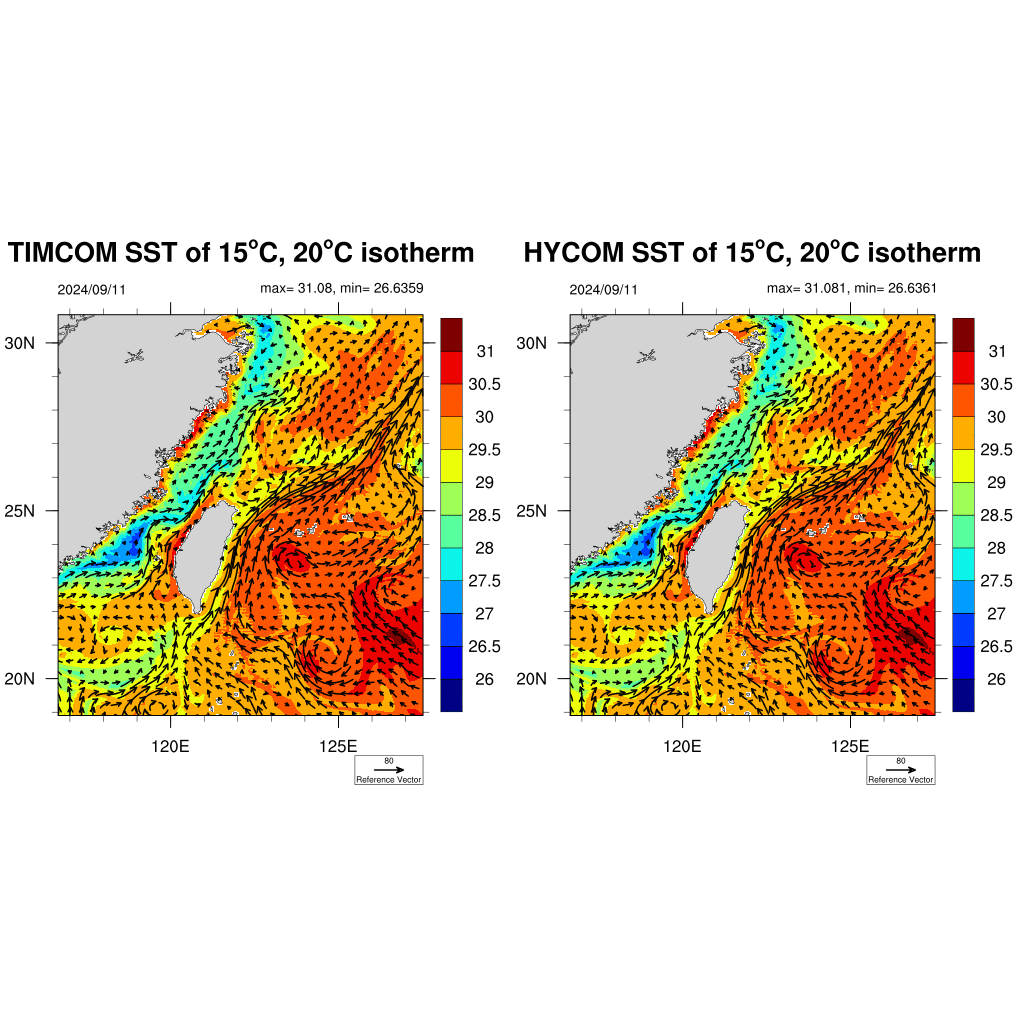 TIMCOM SST of 15°C, 20°C isotherm
2024/09/11
max= 31.08, min= 26.6359
30N
25N
20N
120E
125E
31
30.5
30
29.5
29
28.5
28
27.5
27
26.5
26
80
Reference Vector
HYCOM SST of 15°C, 20°C isotherm
2024/09/11
max= 31.081, min= 26.6361
30N
25N
20N
120E
125E
31
30.5
30
29.5
29
28.5
28
27.5
27
26.5
26
80
Reference Vector